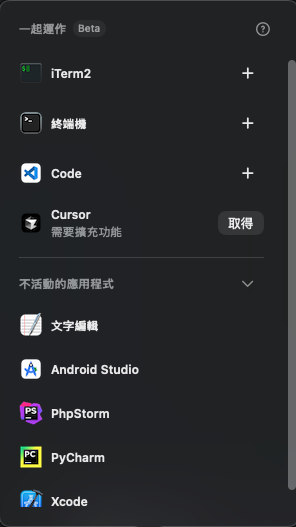 一起運作 Beta
iTerm2
終端機
Code
Cursor
需要擴充功能
取得
不活動的應用程式
文字編輯
Android Studio
PhpStorm
PyCharm
Xcode